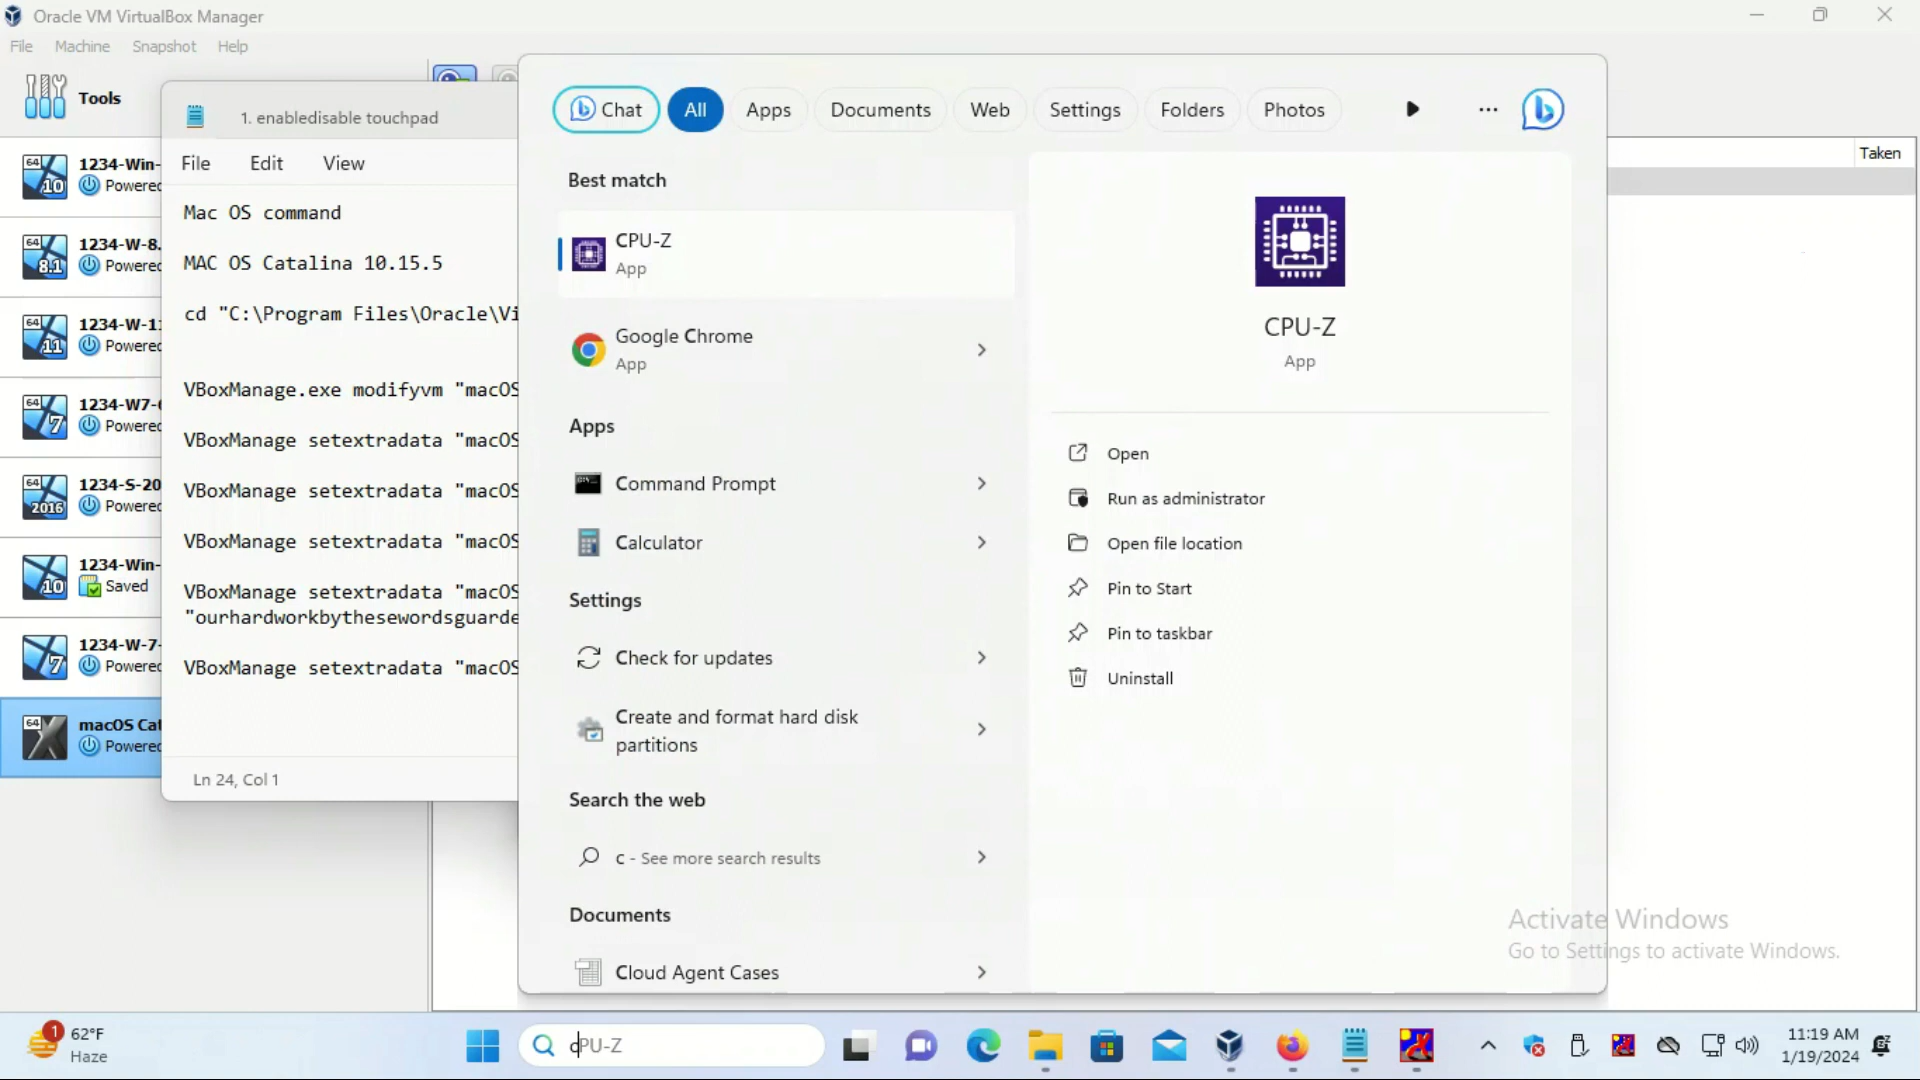 Oracle VM VirtualBox Manager
File Machine Snapshot Help
Tools
1234-Win-
Powered
1234-W-8.
Powered
1234-W-1
Powered
1234-W7-
Powered
1234-S-20
Powered
1234-Win-
Saved
1234-W-7-
Powered
macOS Cat
Powered
1. enabledisable touchpad
File Edit View
Mac OS command
MAC OS Catalina 10.15.5
cd "C:\Program Files\Oracle\Vi
VBoxManage.exe modifyvm "macOS
VBoxManage setextradata "macOS
VBoxManage setextradata "macOS
VBoxManage setextradata "macOS
VBoxManage setextradata "macOS
"ourhardworkbythesewordsguarde
VBoxManage setextradata "macOS
Ln 24, Col 1
Chat All Apps Documents Web Settings Folders Photos
Best match
CPU-Z
App
Google Chrome
App
Apps
Command Prompt
Calculator
Settings
Check for updates
Create and format hard disk
partitions
Search the web
c - See more search results
Documents
Cloud Agent Cases
CPU-Z
App
Open
Run as administrator
Open file location
Pin to Start
Pin to taskbar
Uninstall
Taken
Activate Windows
Go to Settings to activate Windows.
1 62°F
Haze
cPU-Z
11:19 AM
1/19/2024